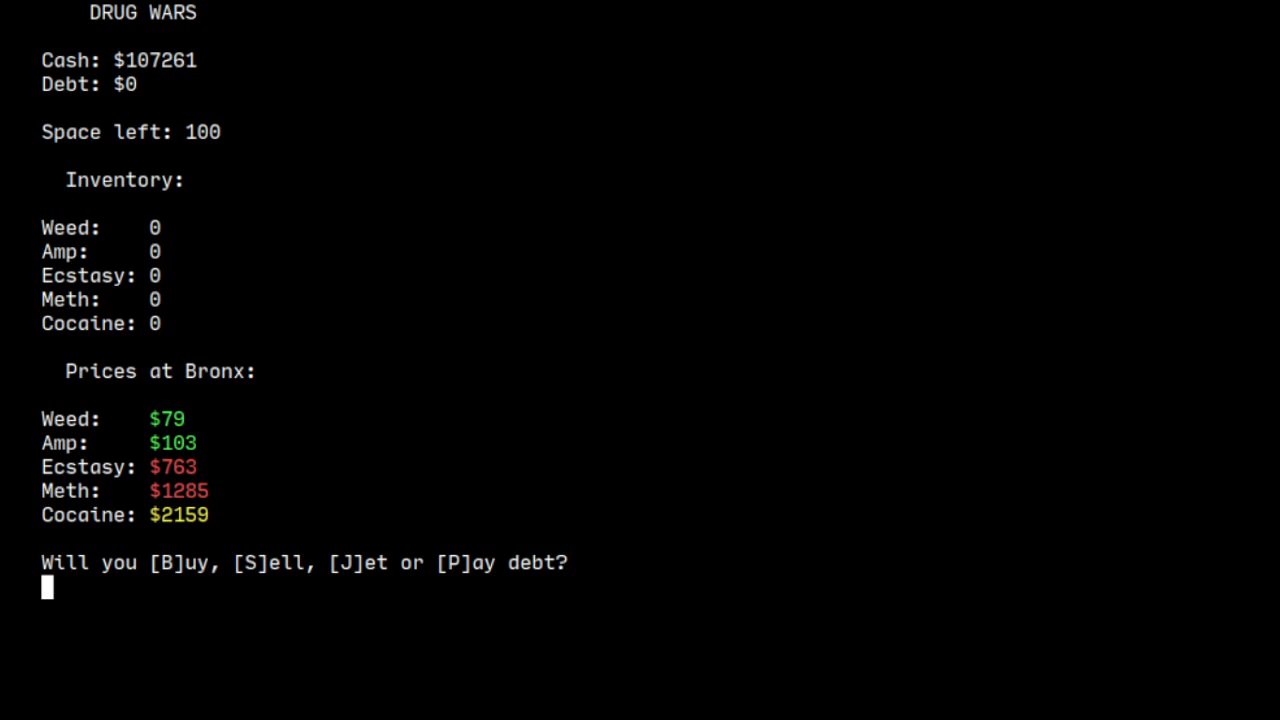 DRUG WARS
Cash: $107261
Debt: $0
Space left: 100
Inventory:
Weed: 0
Amp: 0
Ecstasy: 0
Meth: 0
Cocaine: 0
Prices at Bronx:
Weed: $79
Amp: $103
Ecstasy: $763
Meth: $1285
Cocaine: $2159
Will you [B]uy, [S]ell, [J]et or [P]ay debt?